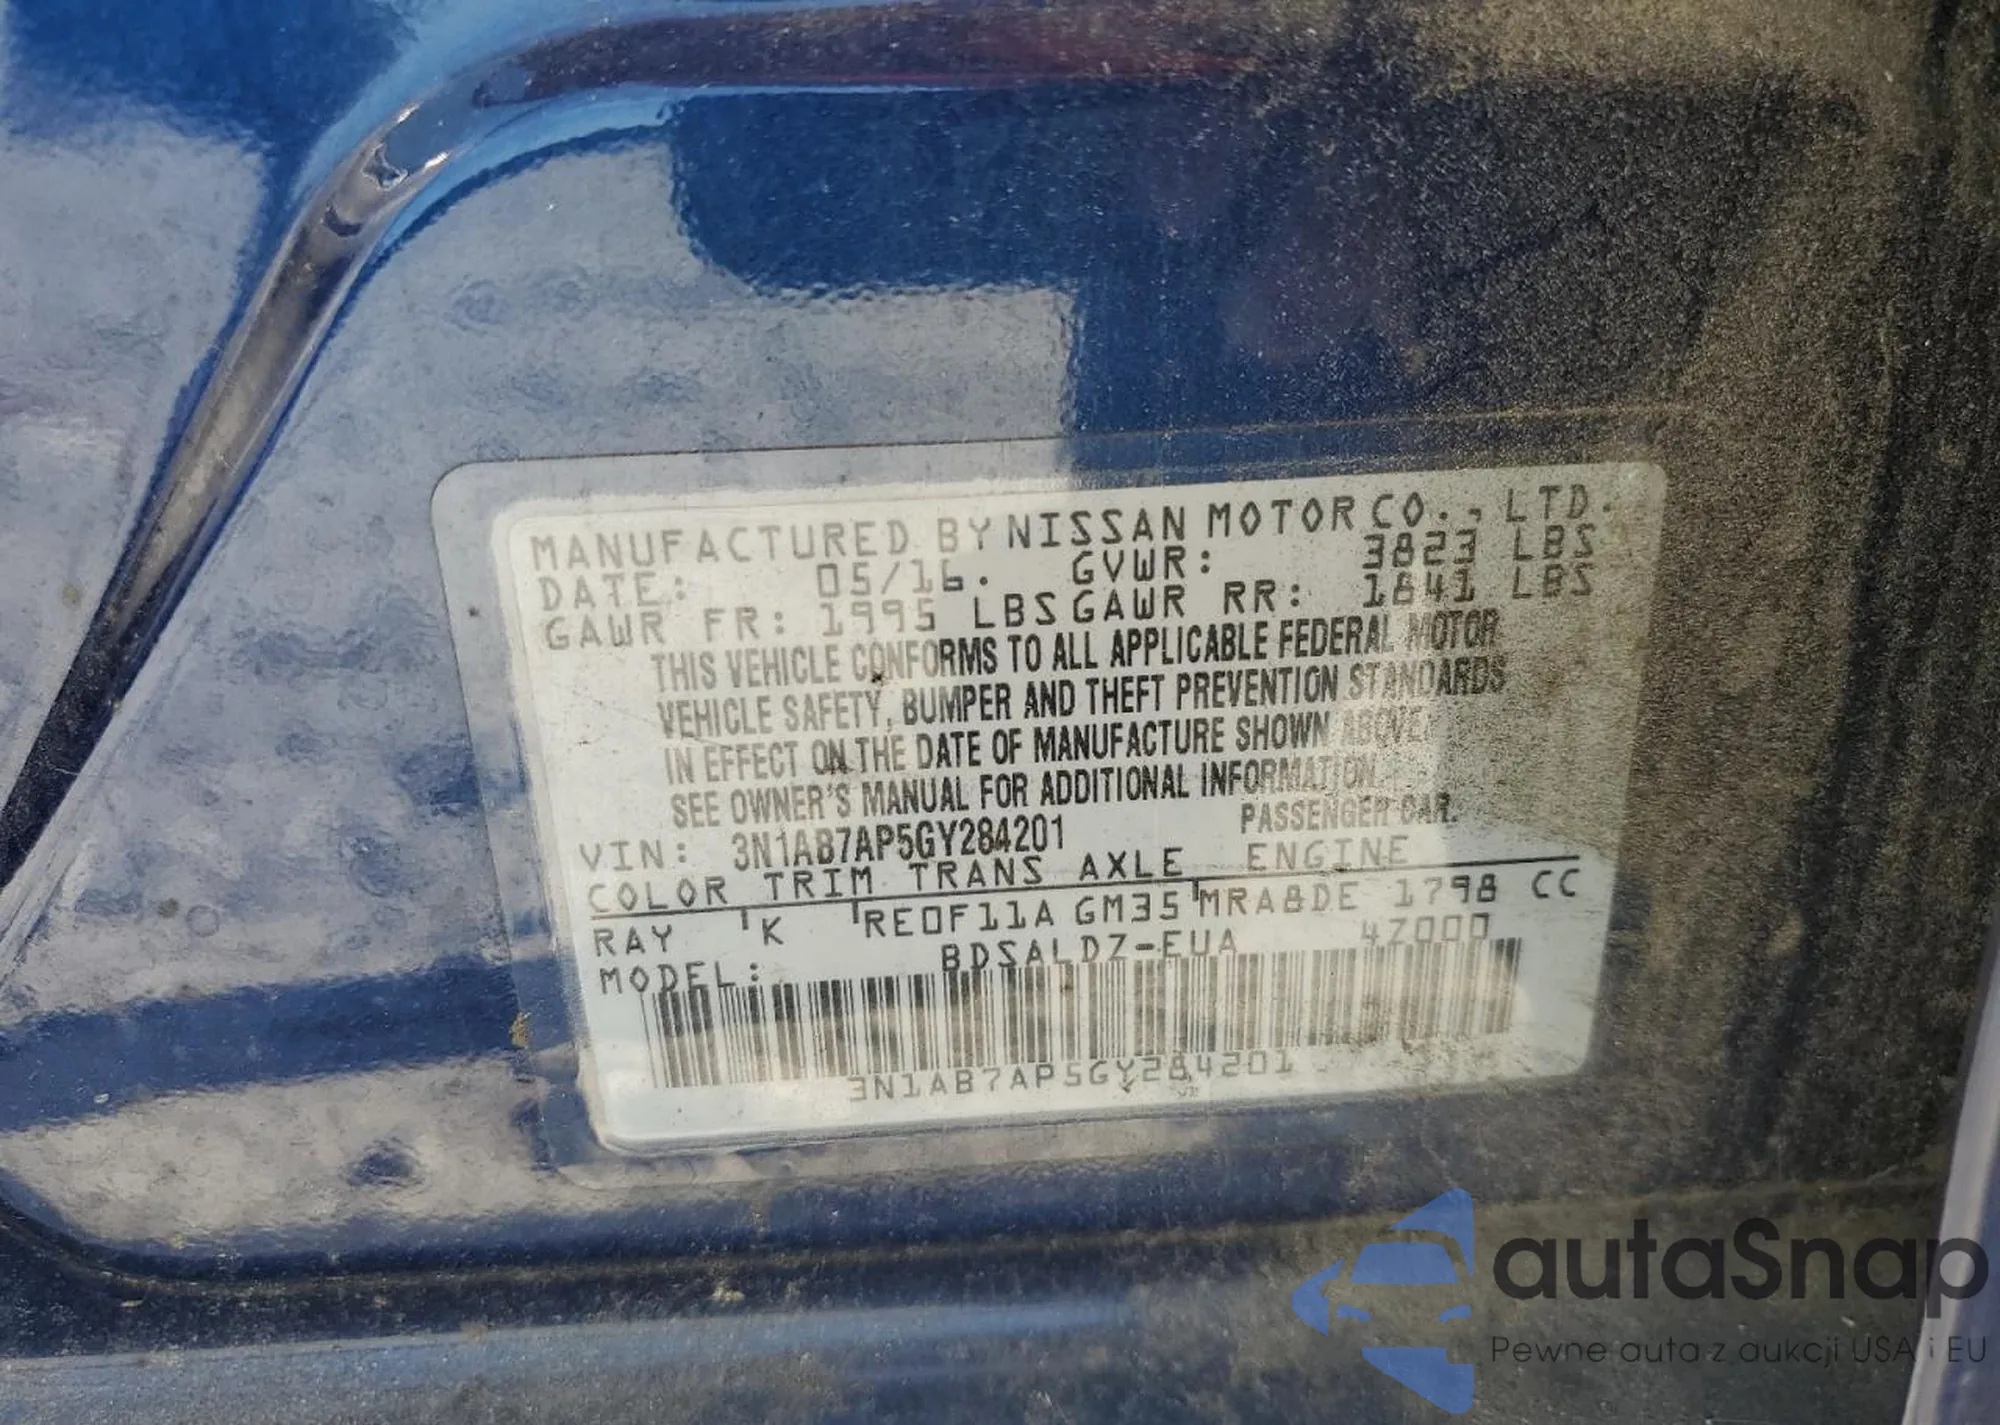 MANUFACTURED BY NISSAN MOTOR CO., LTD.
DATE: 05/16. GVWR: 3823 LBS
GAWR FR: 1995 LBS GAWR RR: 1841 LBS
THIS VEHICLE CONFORMS TO ALL APPLICABLE FEDERAL MOTOR
VEHICLE SAFETY, BUMPER AND THEFT PREVENTION STANDARDS
IN EFFECT ON THE DATE OF MANUFACTURE SHOWN ABOVE.
SEE OWNER'S MANUAL FOR ADDITIONAL INFORMATION.
VIN: 3N1AB7AP5GY284201 PASSENGER CAR.
COLOR TRIM TRANS AXLE ENGINE
RAY K RE0F11A GM35 MRA8DE 1798 CC
MODEL: BDSALDZ-EUA 4Z000
3N1AB7AP5GY284201
autaSnap
Pewne auta z aukcji USA i EU